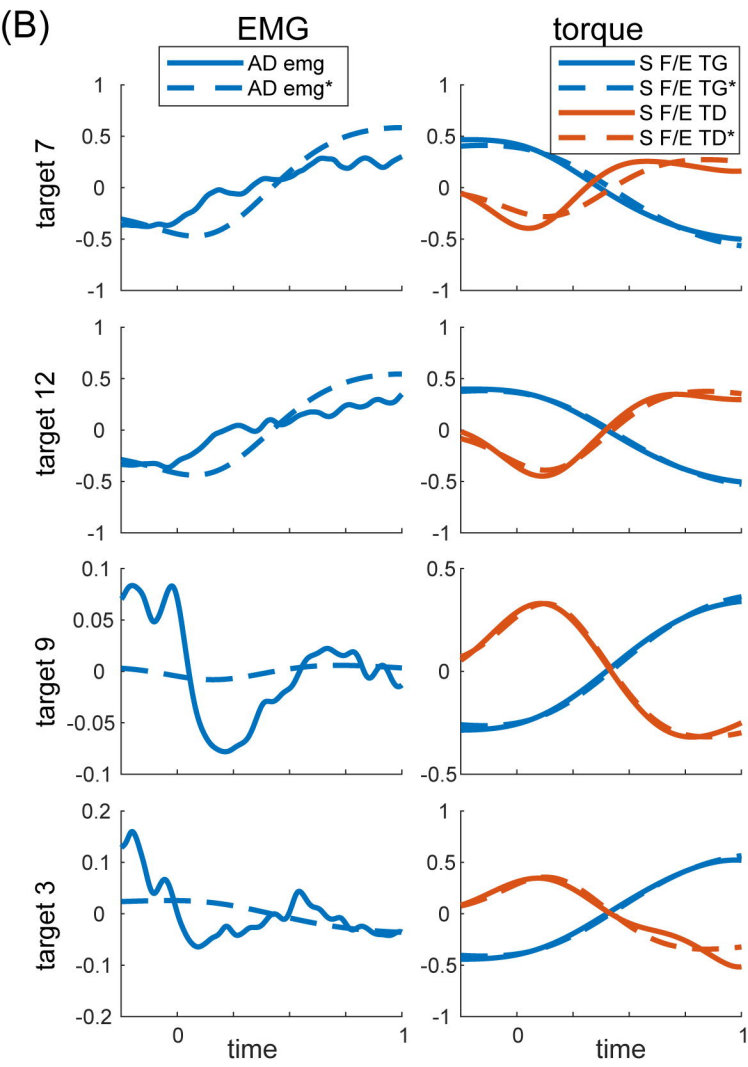 (B)
EMG
torque
AD emg
AD emg*
S F/E TG
S F/E TG*
S F/E TD
S F/E TD*
target 7
1
0.5
0
-0.5
-1
1
0.5
0
-0.5
-1
target 12
1
0.5
0
-0.5
-1
1
0.5
0
-0.5
-1
target 9
0.1
0.05
0
-0.05
-0.1
0.5
0
-0.5
target 3
0.2
0.1
0
-0.1
-0.2
1
0.5
0
-0.5
-1
0
1
0
1
time
time